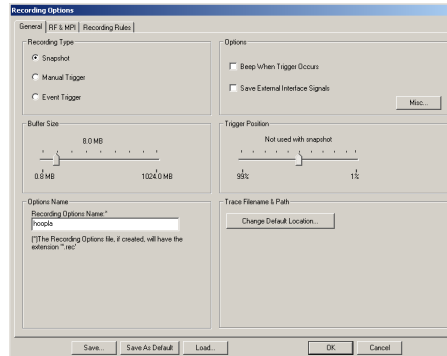 Recording Options
General RF & MPI Recording Rules
Recording Type
Snapshot
Manual Trigger
Event Trigger
Options
Beep When Trigger Occurs
Save External Interface Signals
Misc...
Buffer Size
8.0 MB
0.8 MB 1024.0 MB
Trigger Position
Not used with snapshot
99% 1%
Options Name
Recording Options Name:*
hoopla
(*)The Recording Options file, if created, will have the
extension '*.rec'
Trace Filename & Path
Change Default Location...
Save... Save As Default Load... OK Cancel